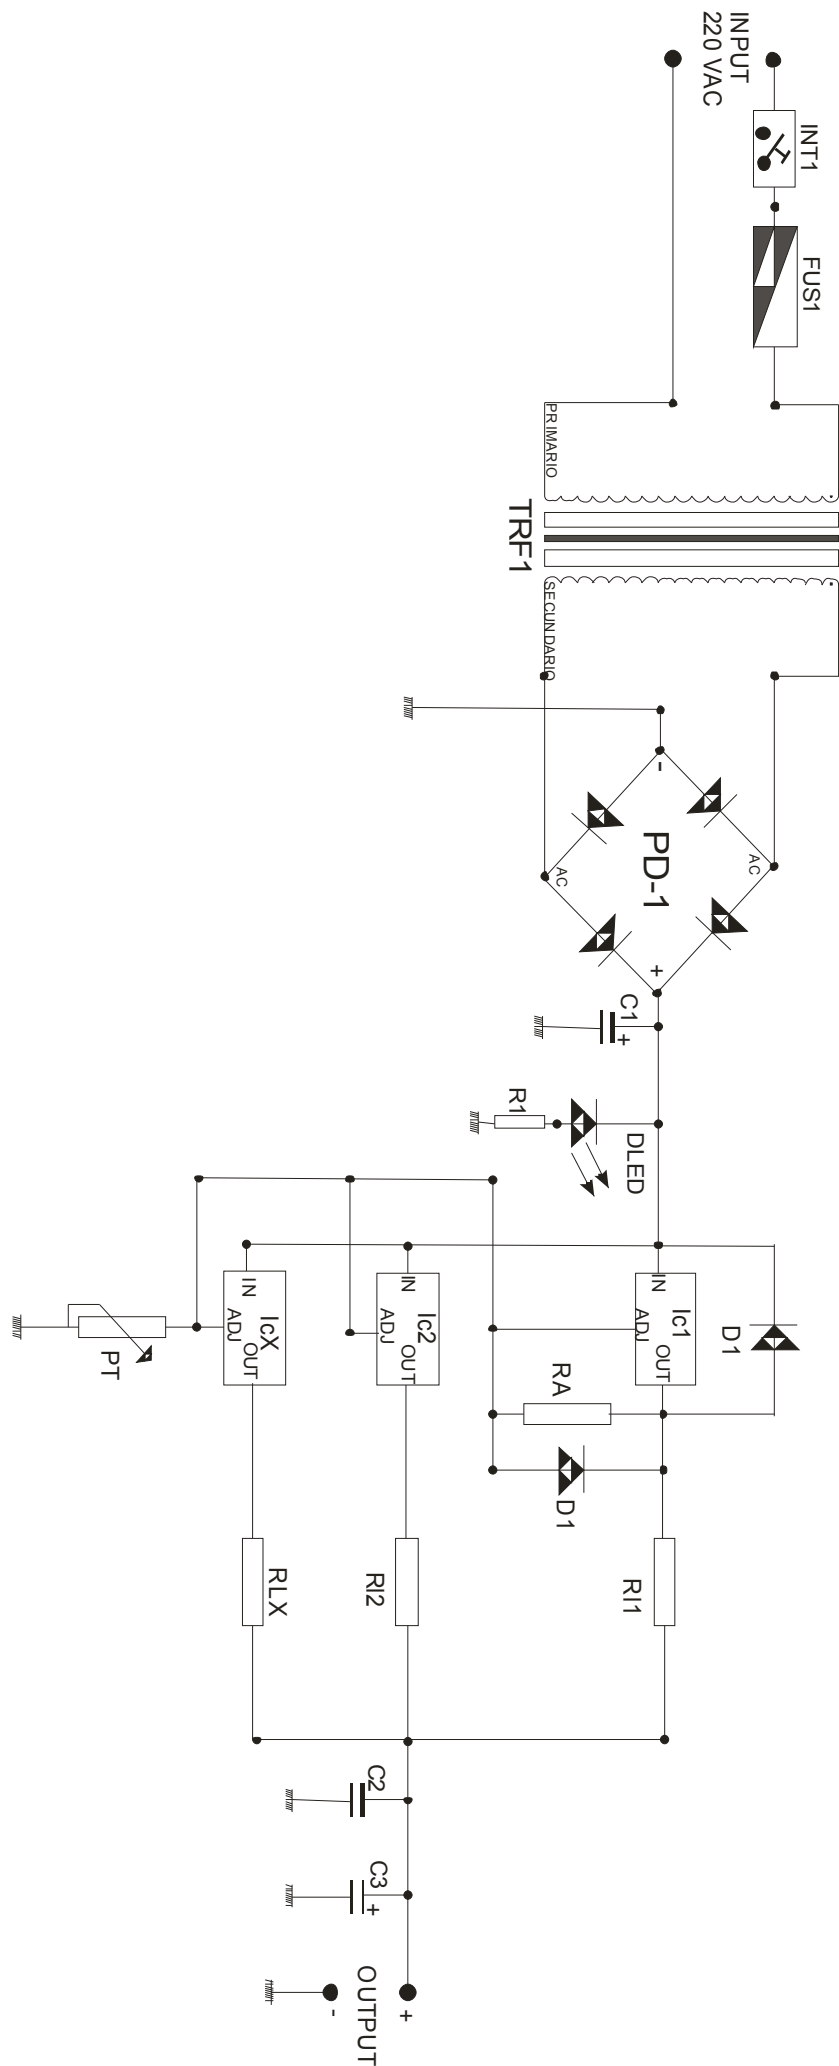 INPUT
220 VAC
INT1
FUS1
PRIMARIO
TRF1
SECUNDARIO
-
PD-1
AC
AC
+
C1
+
R1
DLED
IN
ADJ
OUT
Ic1
D1
IN
ADJ
OUT
Ic2
IN
ADJ
OUT
IcX
PT
RA
D1
RI1
RI2
RLX
C2
C3
+
OUTPUT
+
-